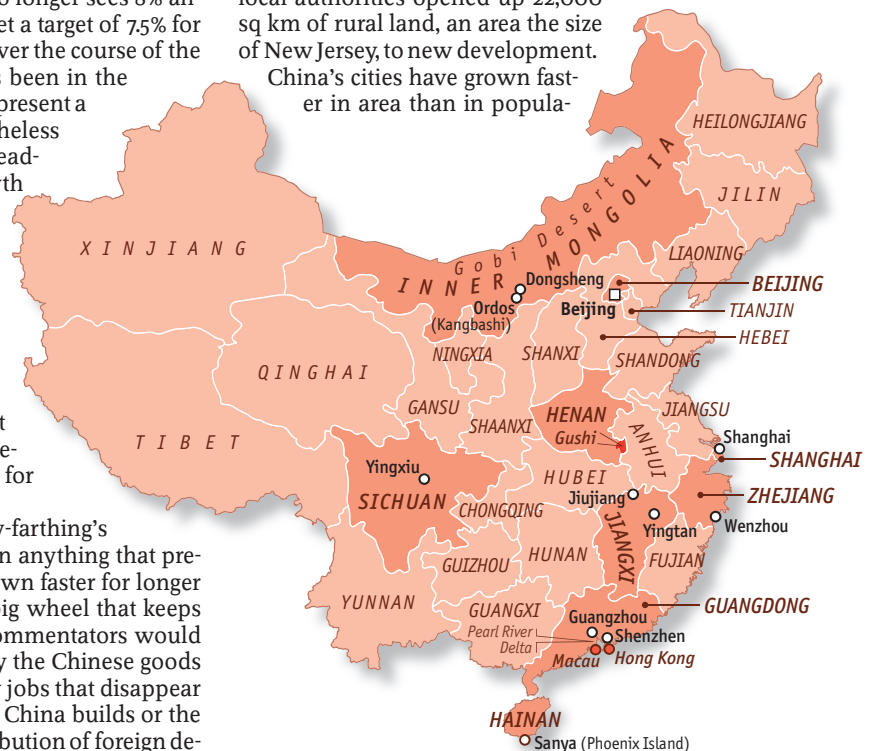 o longer sees 8% an-
et a target of 7.5% for
ver the course of the
s been in the
present a
heless
ead-
th
local authorities opened up 22,000
sq km of rural land, an area the size
of New Jersey, to new development.
China's cities have grown fast-
er in area than in popula-
HEILONGJIANG
JILIN
LIAONING
XINJIANG
Gobi Desert
INNER MONGOLIA
Dongsheng
Ordos
(Kangbashi)
Beijing
BEIJING
TIANJIN
HEBEI
NINGXIA
SHANXI
SHANDONG
QINGHAI
GANSU
SHAANXI
HENAN
Gushi
JIANGSU
ANHUI
Shanghai
SHANGHAI
TIBET
Yingxiu
SICHUAN
HUBEI
CHONGQING
Jiujiang
ZHEJIANG
Wenzhou
Yingtan
JIANGXI
FUJIAN
HUNAN
GUIZHOU
YUNNAN
GUANGXI
GUANGDONG
Guangzhou
Pearl River
Delta
Shenzhen
Macau
Hong Kong
HAINAN
Sanya (Phoenix Island)
t
e-
for
y-farthing's
n anything that pre-
wn faster for longer
big wheel that keeps
ommentators would
y the Chinese goods
jobs that disappear
China builds or the
bution of foreign de-